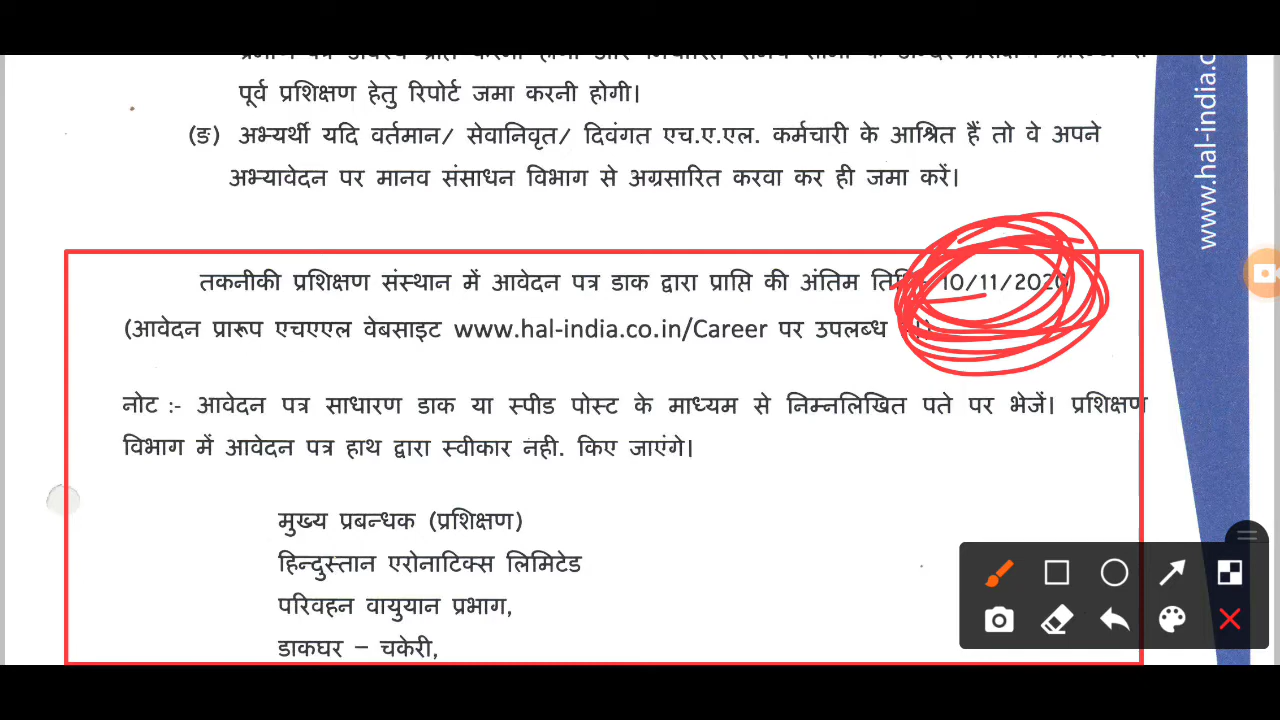 पूर्व प्रशिक्षण हेतु रिपोर्ट जमा करनी होगी।
(ङ) अभ्यर्थी यदि वर्तमान/ सेवानिवृत/ दिवंगत एच.ए.एल. कर्मचारी के आश्रित हैं तो वे अपने
अभ्यावेदन पर मानव संसाधन विभाग से अग्रसारित करवा कर ही जमा करें।
तकनीकी प्रशिक्षण संस्थान में आवेदन पत्र डाक द्वारा प्राप्ति की अंतिम तिथि - 10/11/2020
(आवेदन प्रारूप एचएएल वेबसाइट www.hal-india.co.in/Career पर उपलब्ध
नोट :- आवेदन पत्र साधारण डाक या स्पीड पोस्ट के माध्यम से निम्नलिखित पते पर भेजें। प्रशिक्षण
विभाग में आवेदन पत्र हाथ द्वारा स्वीकार नही. किए जाएंगे।
मुख्य प्रबन्धक (प्रशिक्षण)
हिन्दुस्तान एरोनाटिक्स लिमिटेड
परिवहन वायुयान प्रभाग,
डाकघर – चकेरी,
www.hal-india.c